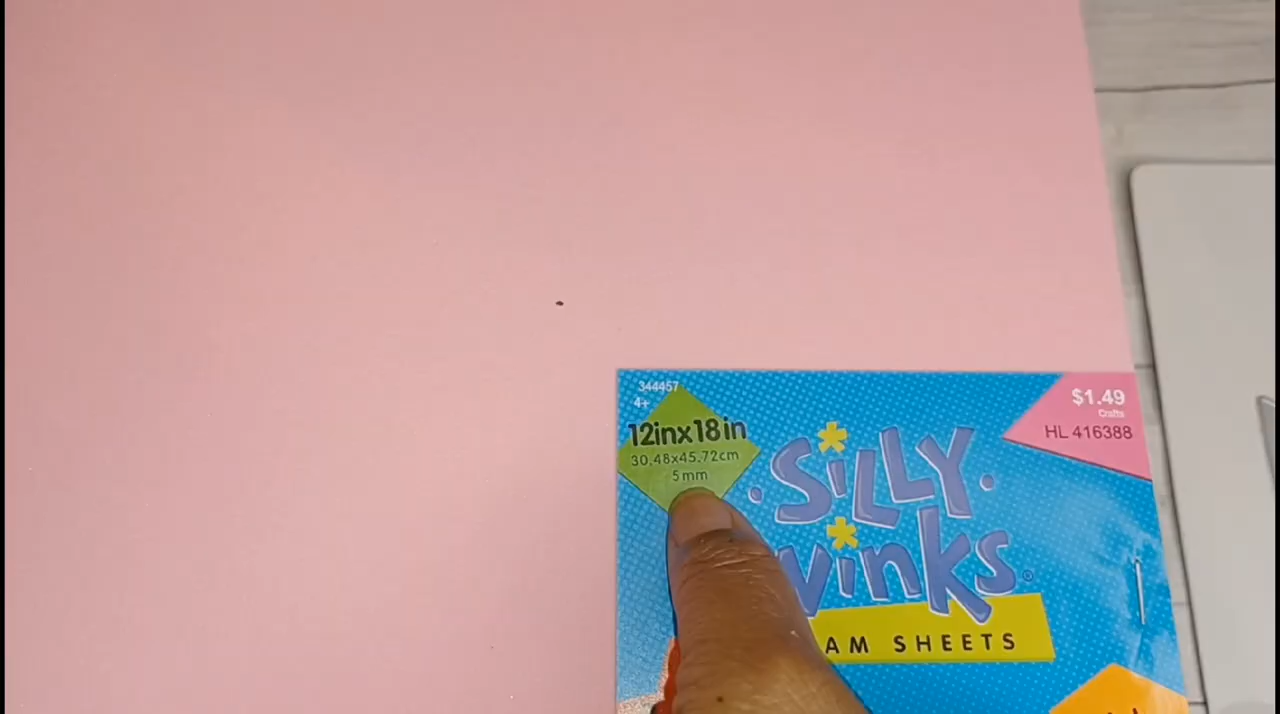 344457
4+
12inx18in
30.48x45.72cm
5mm
$1.49
Crafts
HL 416388
SiLLY
winks®
AM SHEETS